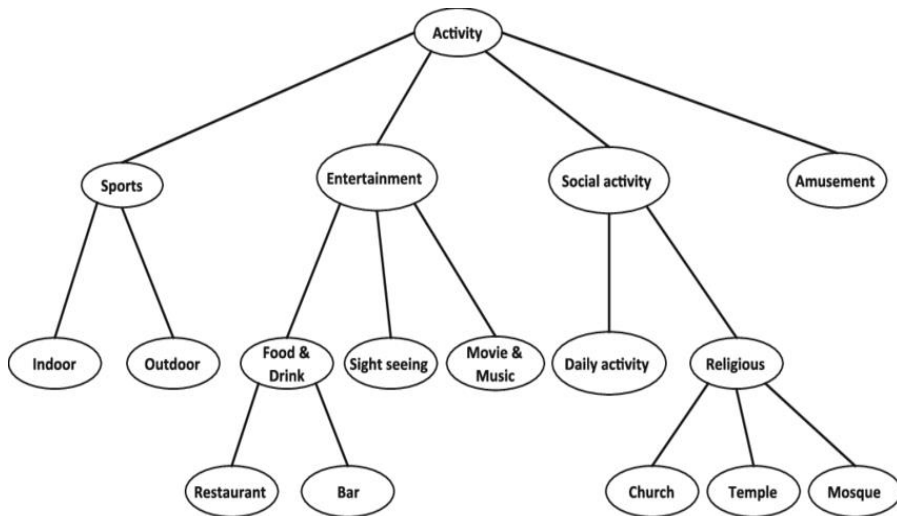 Activity
Sports
Entertainment
Social activity
Amusement
Indoor
Outdoor
Food &
Drink
Sight seeing
Movie &
Music
Daily activity
Religious
Restaurant
Bar
Church
Temple
Mosque